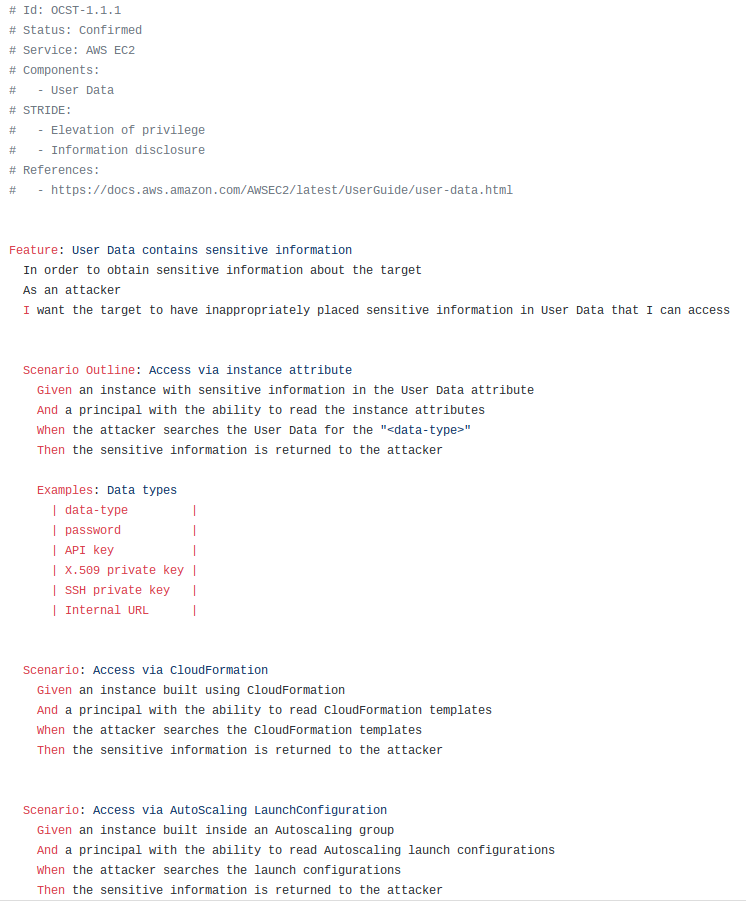 # Id: OCST-1.1.1
# Status: Confirmed
# Service: AWS EC2
# Components:
#   - User Data
# STRIDE:
#   - Elevation of privilege
#   - Information disclosure
# References:
#   - https://docs.aws.amazon.com/AWSEC2/latest/UserGuide/user-data.html
Feature: User Data contains sensitive information
  In order to obtain sensitive information about the target
  As an attacker
  I want the target to have inappropriately placed sensitive information in User Data that I can access
  Scenario Outline: Access via instance attribute
    Given an instance with sensitive information in the User Data attribute
    And a principal with the ability to read the instance attributes
    When the attacker searches the User Data for the "<data-type>"
    Then the sensitive information is returned to the attacker
    Examples: Data types
      | data-type         |
      | password          |
      | API key           |
      | X.509 private key |
      | SSH private key   |
      | Internal URL      |
  Scenario: Access via CloudFormation
    Given an instance built using CloudFormation
    And a principal with the ability to read CloudFormation templates
    When the attacker searches the CloudFormation templates
    Then the sensitive information is returned to the attacker
  Scenario: Access via AutoScaling LaunchConfiguration
    Given an instance built inside an Autoscaling group
    And a principal with the ability to read Autoscaling launch configurations
    When the attacker searches the launch configurations
    Then the sensitive information is returned to the attacker